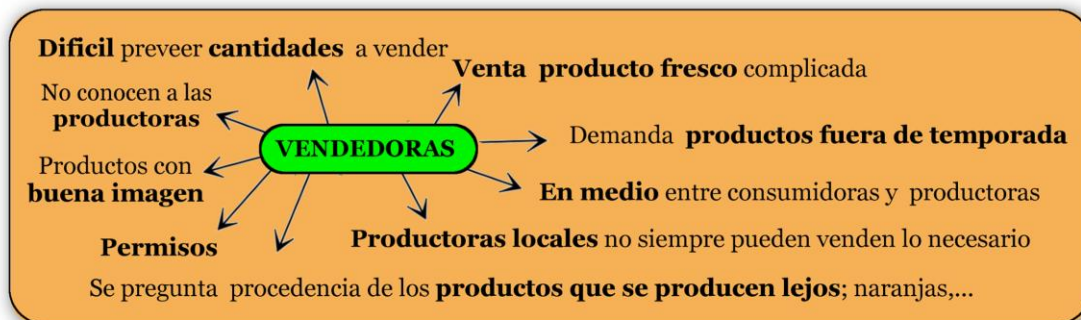 Dificil preveer cantidades a vender
Venta producto fresco complicada
No conocen a las
productoras
VENDEDORAS
Demanda productos fuera de temporada
Productos con
buena imagen
En medio entre consumidoras y productoras
Permisos
Productoras locales no siempre pueden venden lo necesario
Se pregunta procedencia de los productos que se producen lejos; naranjas,...